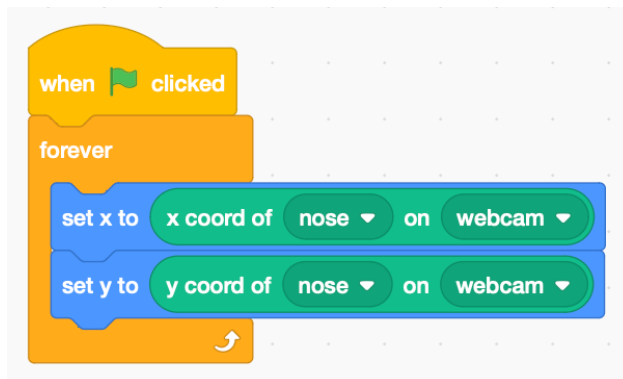 when clicked
forever
set x to x coord of nose on webcam
set y to y coord of nose on webcam